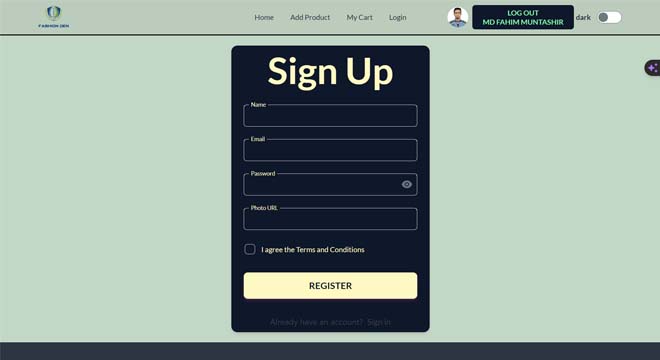 FASHION DEN
Home Add Product My Cart Login
LOG OUT
MD FAHIM MUNTASHIR
dark
Sign Up
Name
Email
Password
Photo URL
I agree the Terms and Conditions
REGISTER
Already have an account? Sign in